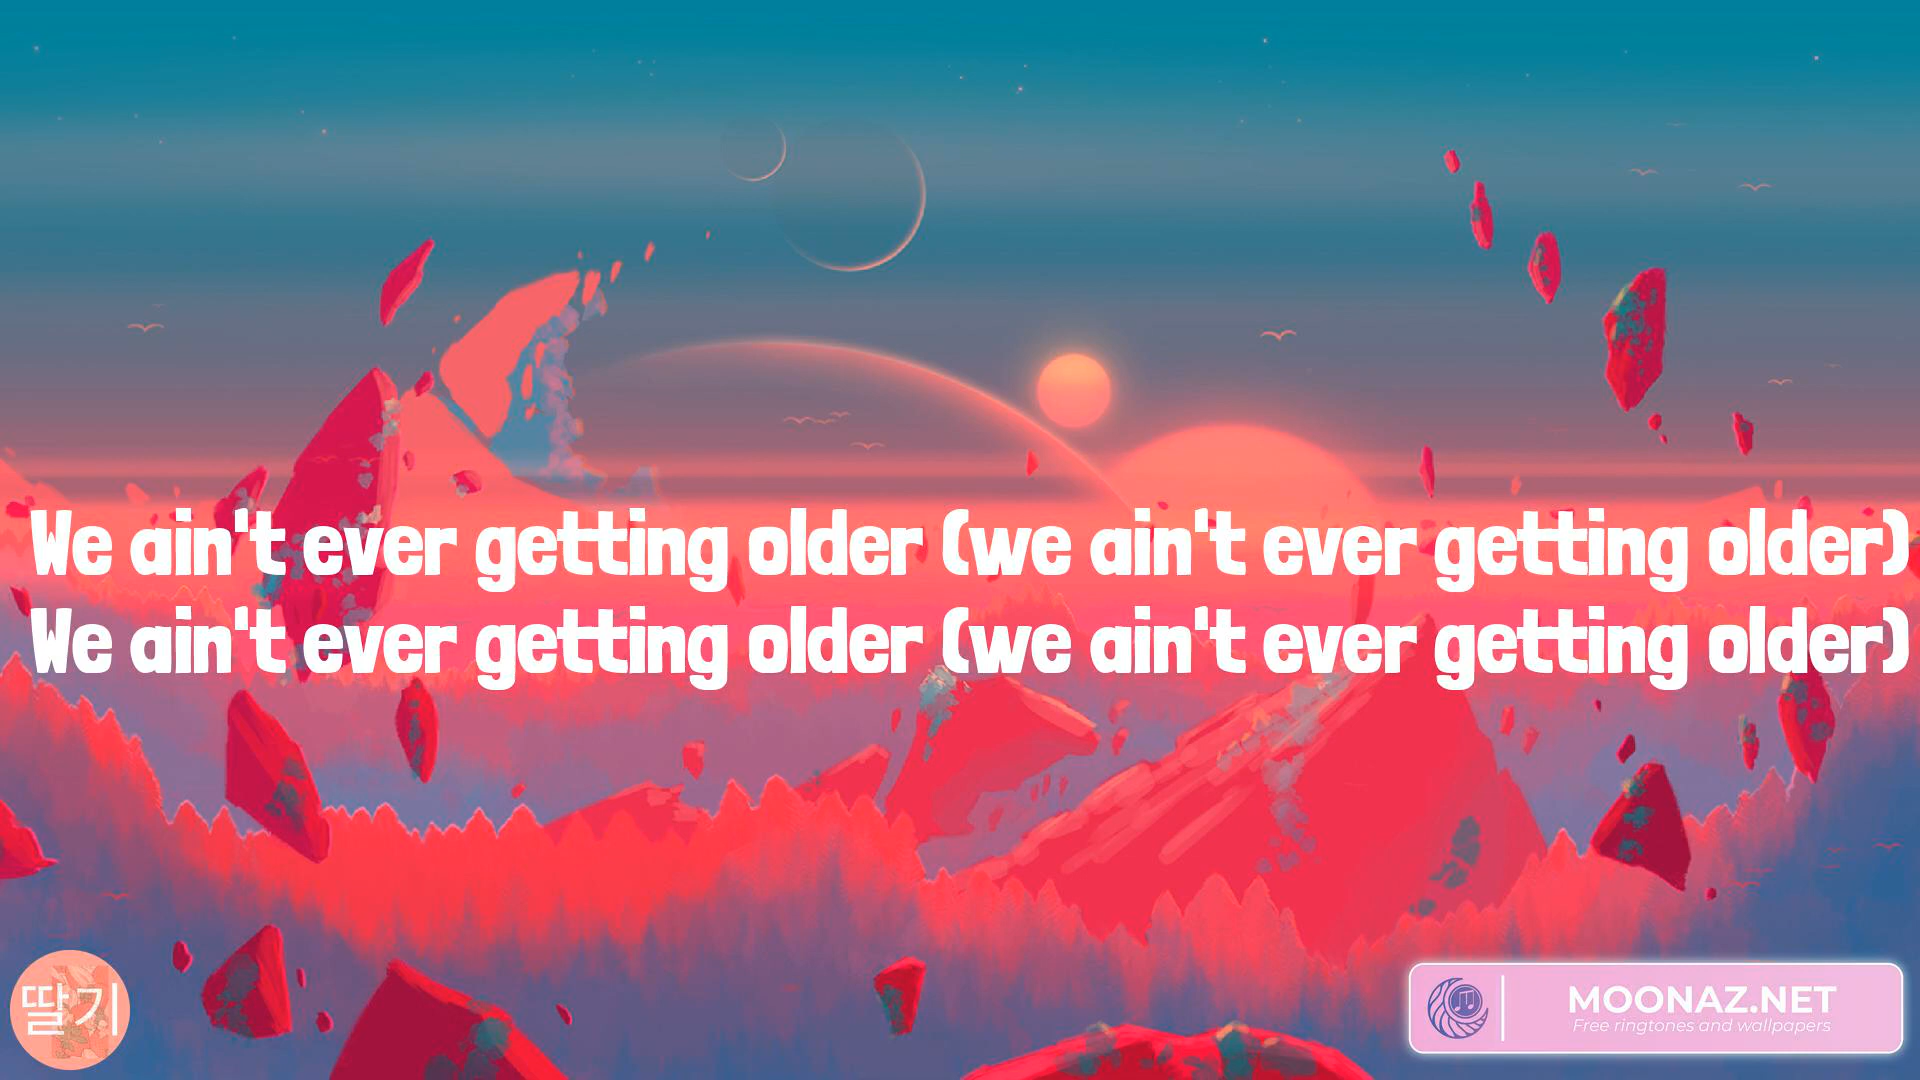 We ain't ever getting older (we ain't ever getting older)
We ain't ever getting older (we ain't ever getting older)
딸기
MOONAZ.NET
Free ringtones and wallpapers